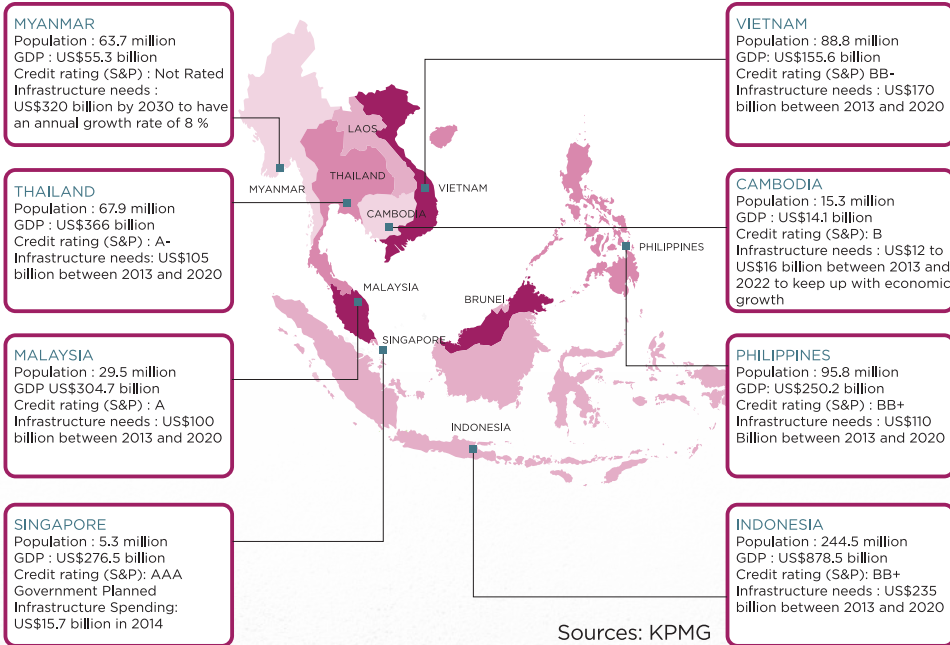 MYANMAR
Population : 63.7 million
GDP : US$55.3 billion
Credit rating (S&P) : Not Rated
Infrastructure needs :
US$320 billion by 2030 to have
an annual growth rate of 8 %
THAILAND
Population : 67.9 million
GDP : US$366 billion
Credit rating (S&P) : A-
Infrastructure needs: US$105
billion between 2013 and 2020
MALAYSIA
Population : 29.5 million
GDP US$304.7 billion
Credit rating (S&P) : A
Infrastructure needs : US$100
billion between 2013 and 2020
SINGAPORE
Population : 5.3 million
GDP : US$276.5 billion
Credit rating (S&P): AAA
Government Planned
Infrastructure Spending:
US$15.7 billion in 2014
LAOS
THAILAND
MYANMAR
VIETNAM
CAMBODIA
PHILIPPINES
MALAYSIA
BRUNEI
SINGAPORE
INDONESIA
VIETNAM
Population : 88.8 million
GDP: US$155.6 billion
Credit rating (S&P) BB-
Infrastructure needs : US$170
billion between 2013 and 2020
CAMBODIA
Population : 15.3 million
GDP : US$14.1 billion
Credit rating (S&P): B
Infrastructure needs : US$12 to
US$16 billion between 2013 and
2022 to keep up with economic
growth
PHILIPPINES
Population : 95.8 million
GDP: US$250.2 billion
Credit rating (S&P) : BB+
Infrastructure needs : US$110
Billion between 2013 and 2020
INDONESIA
Population : 244.5 million
GDP : US$878.5 billion
Credit rating (S&P): BB+
Infrastructure needs : US$235
billion between 2013 and 2020
Sources: KPMG